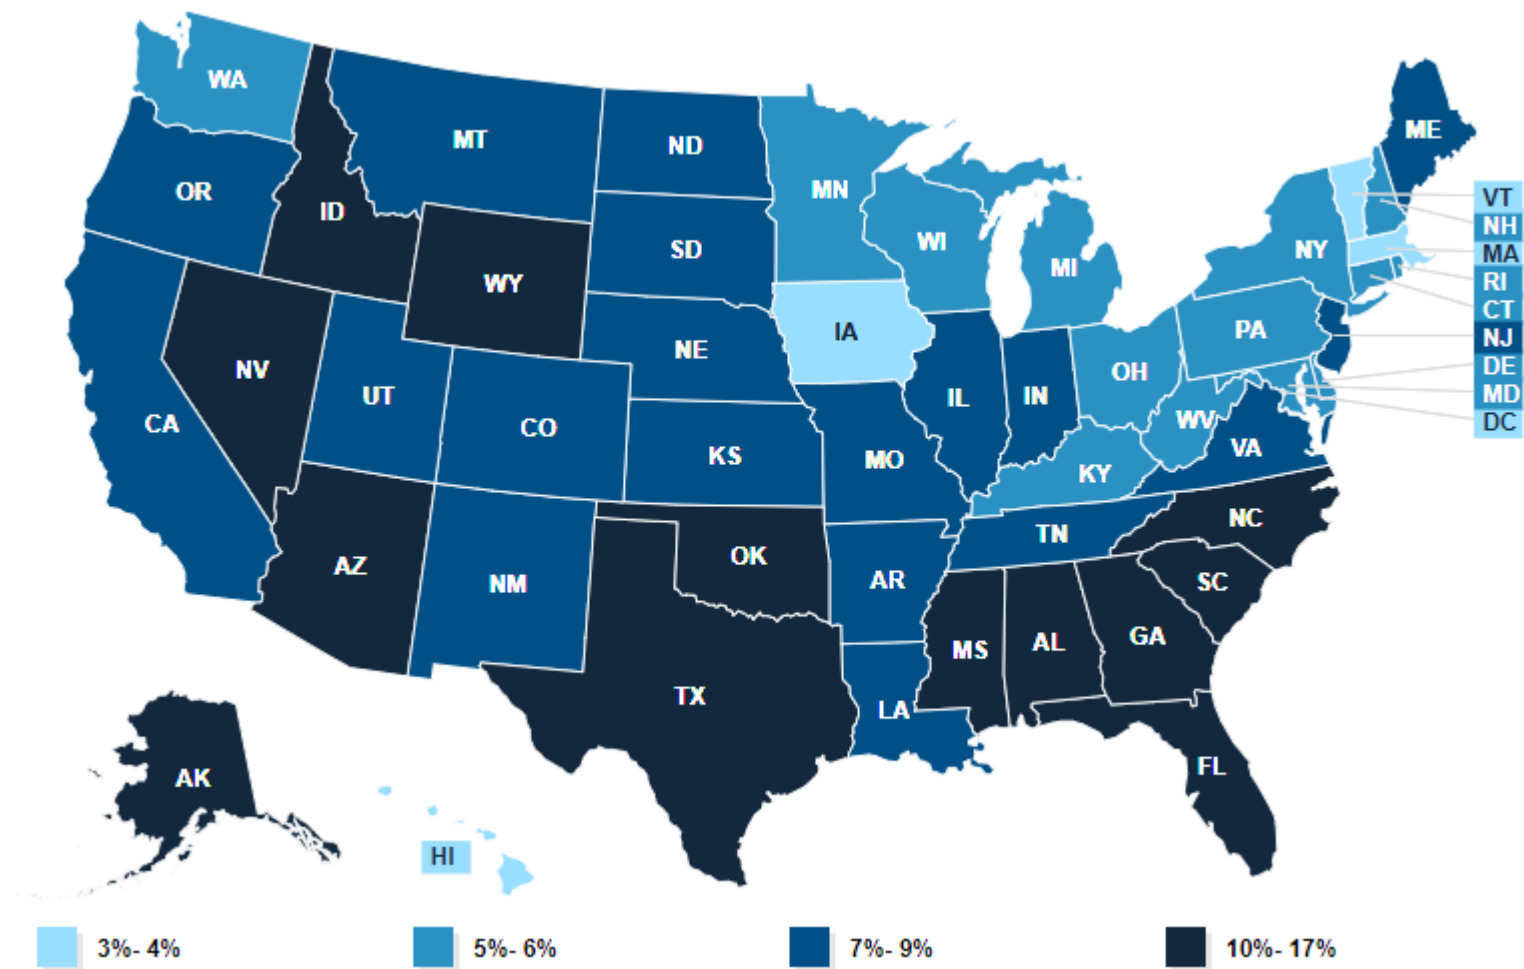 WA
MT
ND
ME
OR
ID
MN
VT
NH
WI
NY
MA
SD
MI
RI
WY
CT
IA
PA
NJ
NE
NV
OH
DE
UT
MD
CA
CO
IL
IN
WV
DC
KS
MO
VA
KY
NC
TN
AZ
OK
NM
AR
SC
GA
MS
AL
TX
LA
FL
AK
HI
3%- 4%
5%- 6%
7%- 9%
10%- 17%